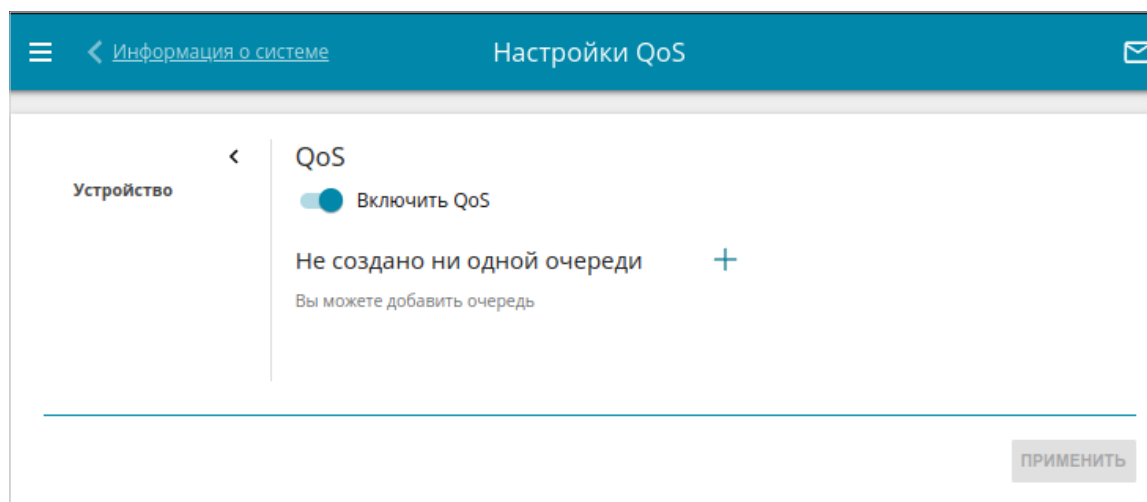 Информация о системе
Настройки QoS
Устройство
QoS
Включить QoS
Не создано ни одной очереди
Вы можете добавить очередь
ПРИМЕНИТЬ